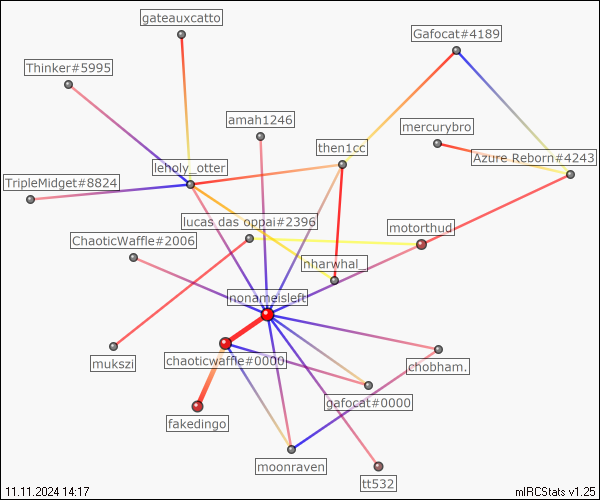 gateauxcatto
Gafocat#4189
Thinker#5995
amah1246
mercurybro
then1cc
Azure Reborn#4243
leholy_otter
TripleMidget#8824
lucas das oppai#2396
motorthud
ChaoticWaffle#2006
nharwhal_
nonameisleft
mukszi
chaoticwaffle#0000
chobham.
gafocat#0000
fakedingo
moonraven
tt532
11.11.2024 14:17
mIRCStats v1.25